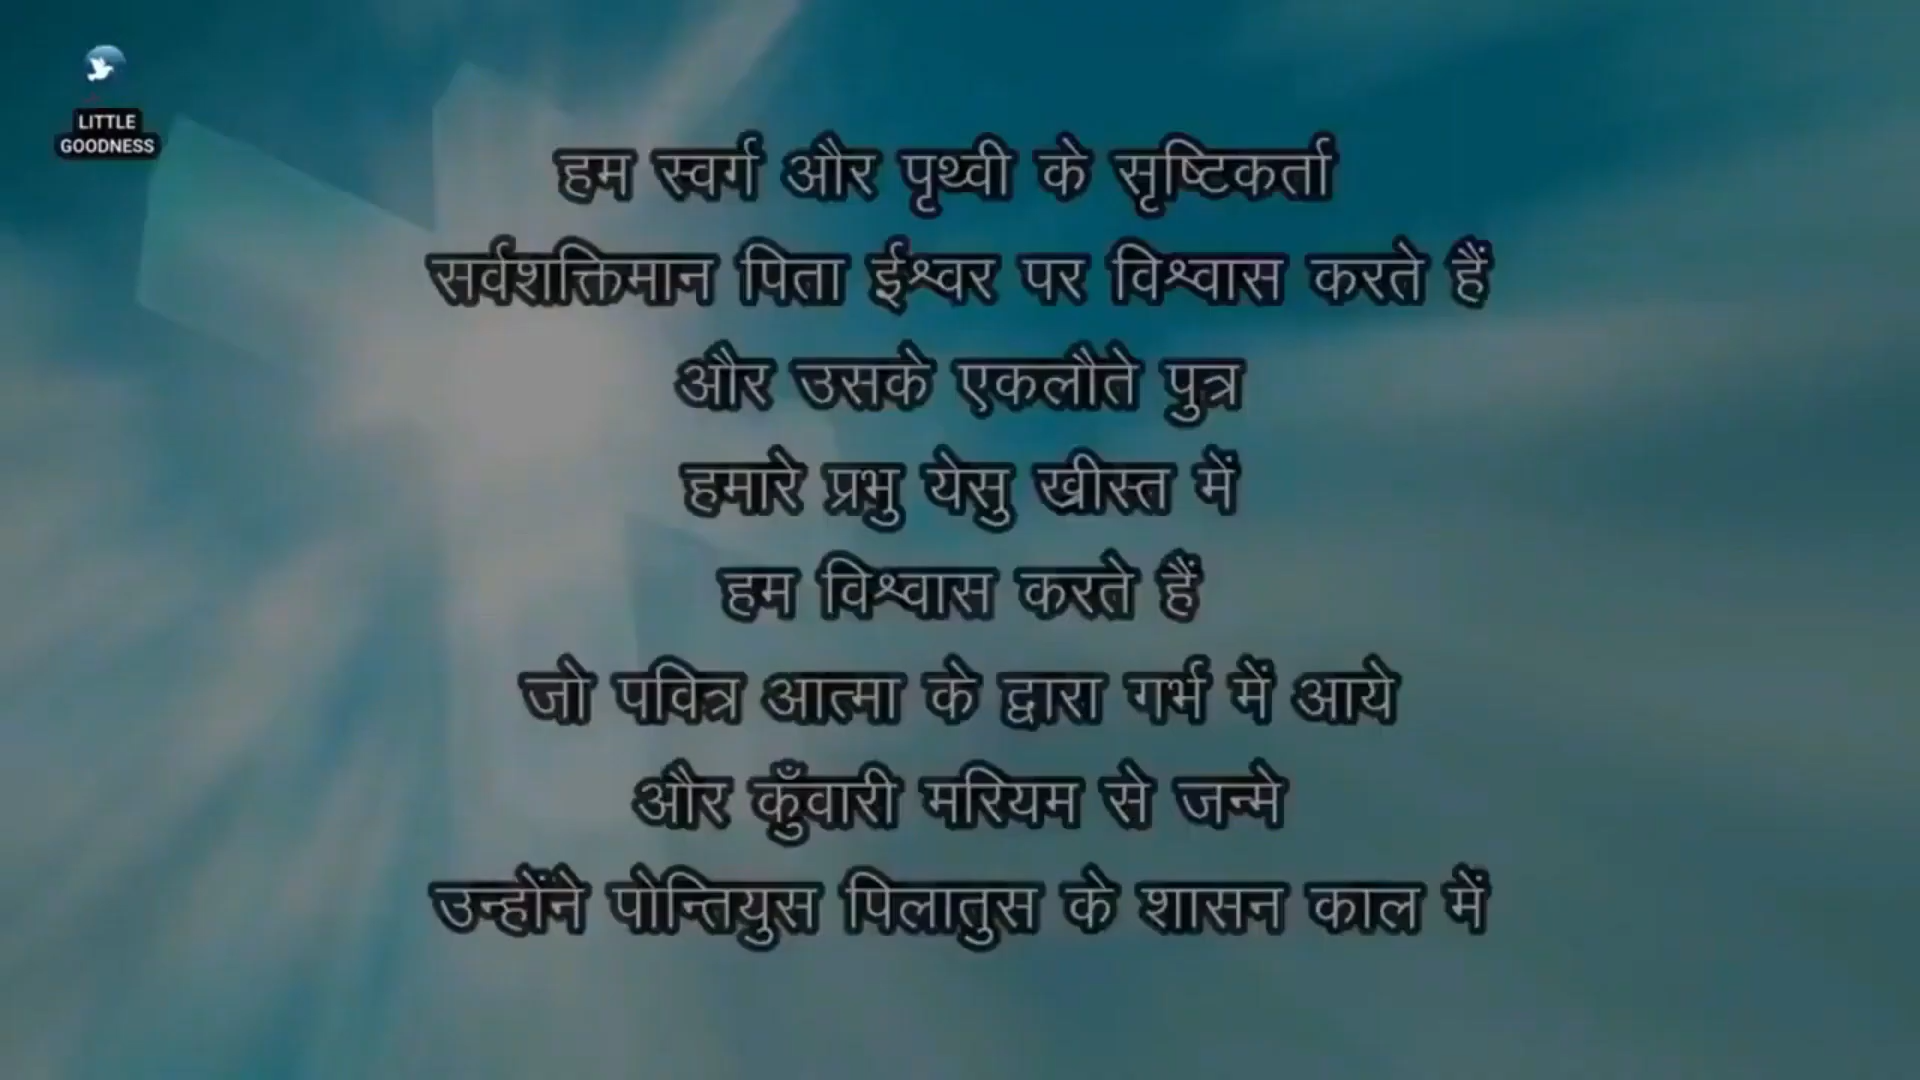 LITTLE
GOODNESS
हम स्वर्ग और पृथ्वी के सृष्टिकर्ता
सर्वशक्तिमान पिता ईश्वर पर विश्वास करते हैं
और उसके एकलौते पुत्र
हमारे प्रभु येसु ख्रीस्त में
हम विश्वास करते हैं
जो पवित्र आत्मा के द्वारा गर्भ में आये
और कुँवारी मरियम से जन्मे
उन्होंने पोन्तियुस पिलातुस के शासन काल में